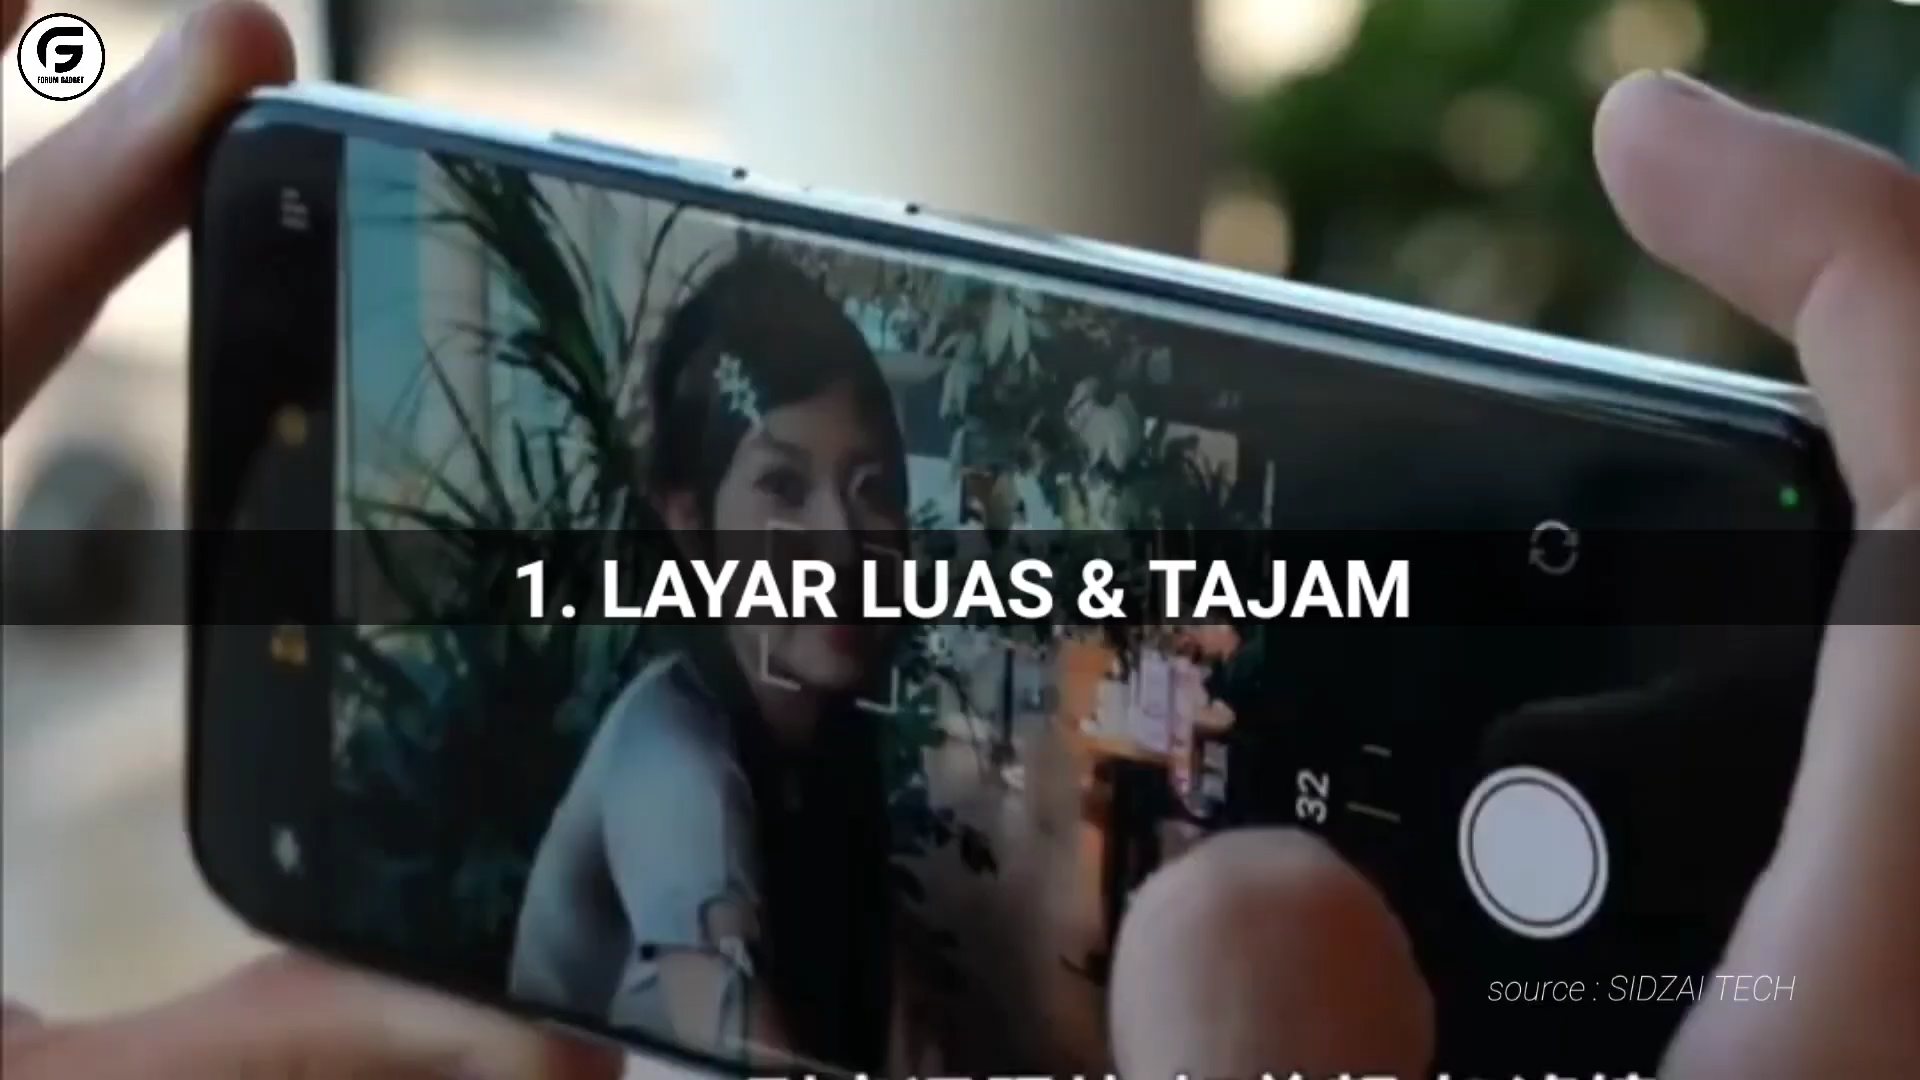 FORUM GADGET
1. LAYAR LUAS & TAJAM
32
source : SIDZAI TECH